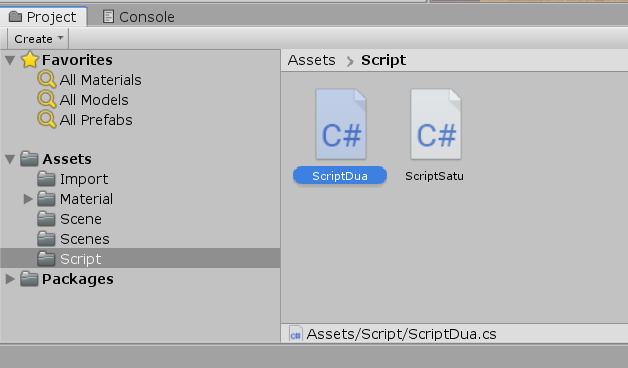 Project
Console
Create
Favorites
All Materials
All Models
All Prefabs
Assets
Import
Material
Scene
Scenes
Script
Packages
Assets > Script
C#
ScriptDua
C#
ScriptSatu
C# Assets/Script/ScriptDua.cs